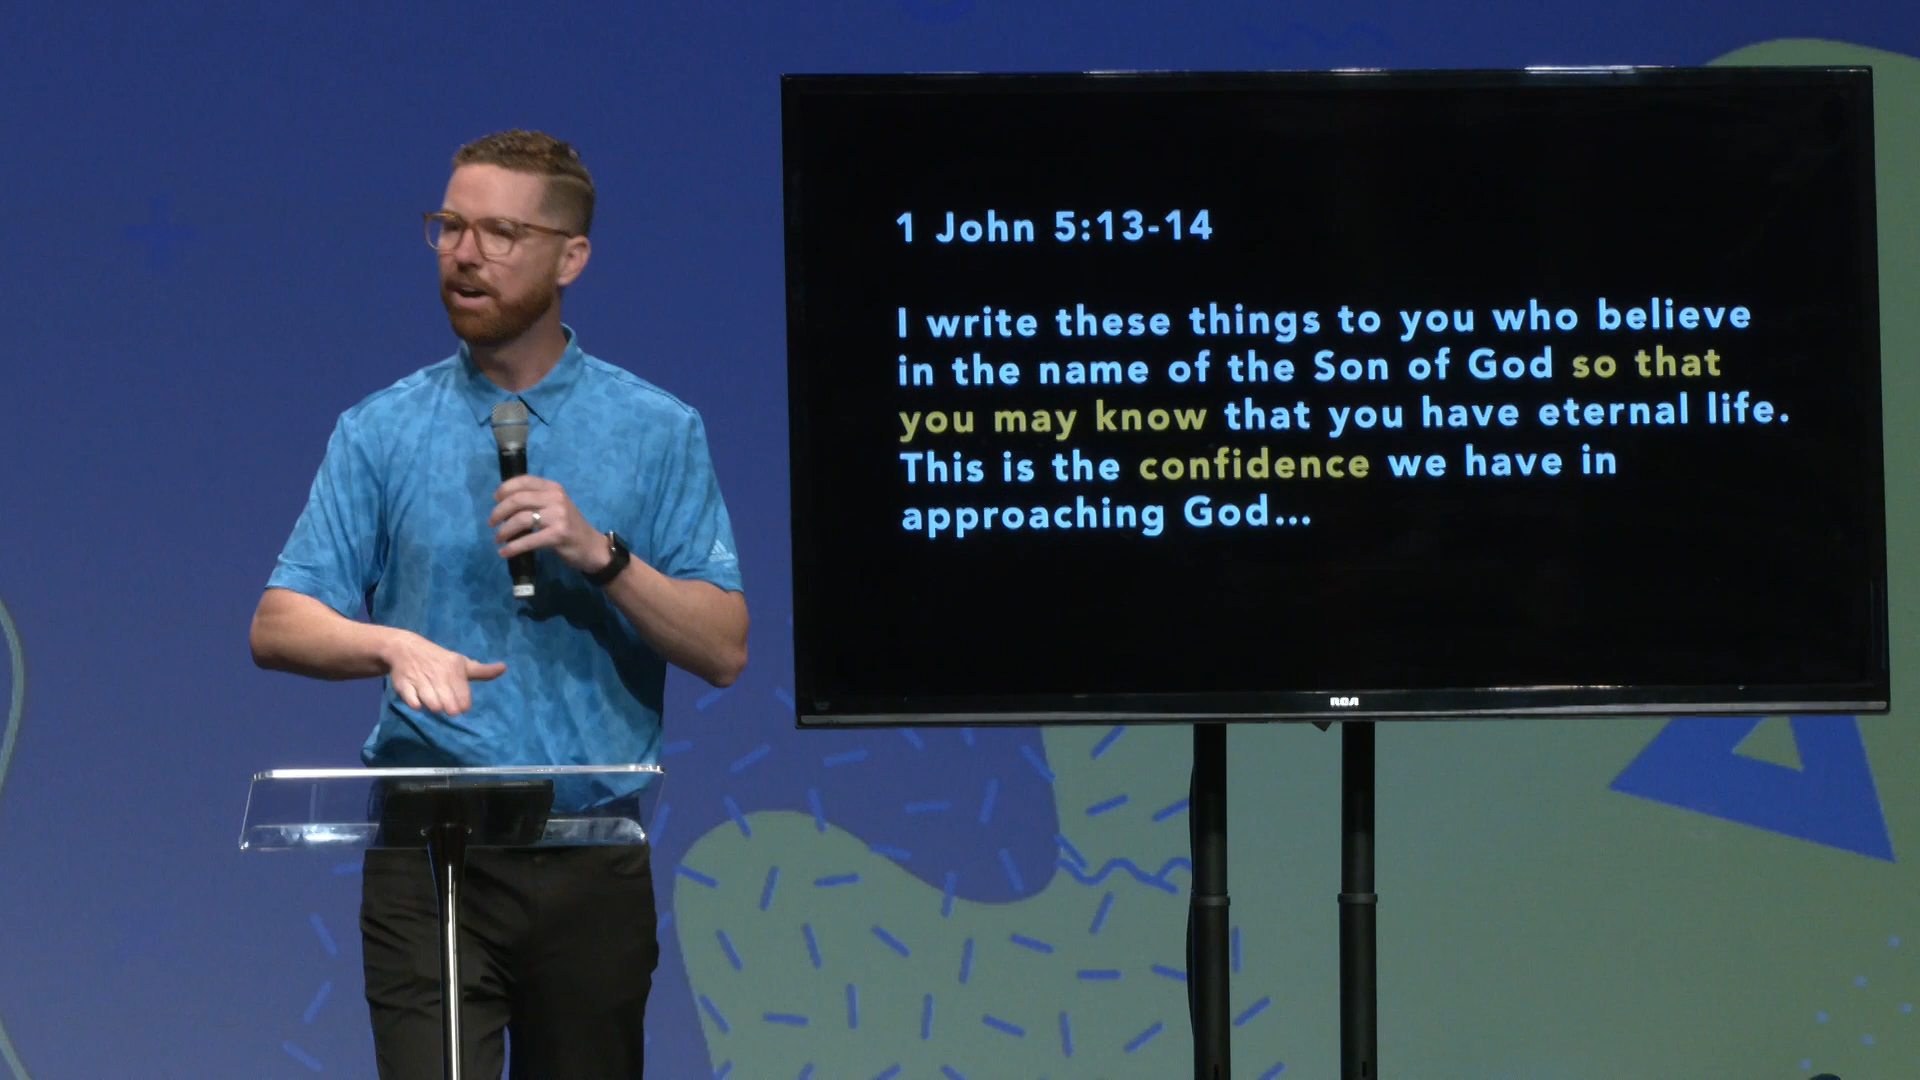 1 John 5:13-14
I write these things to you who believe
in the name of the Son of God so that
you may know that you have eternal life.
This is the confidence we have in
approaching God...
RCA